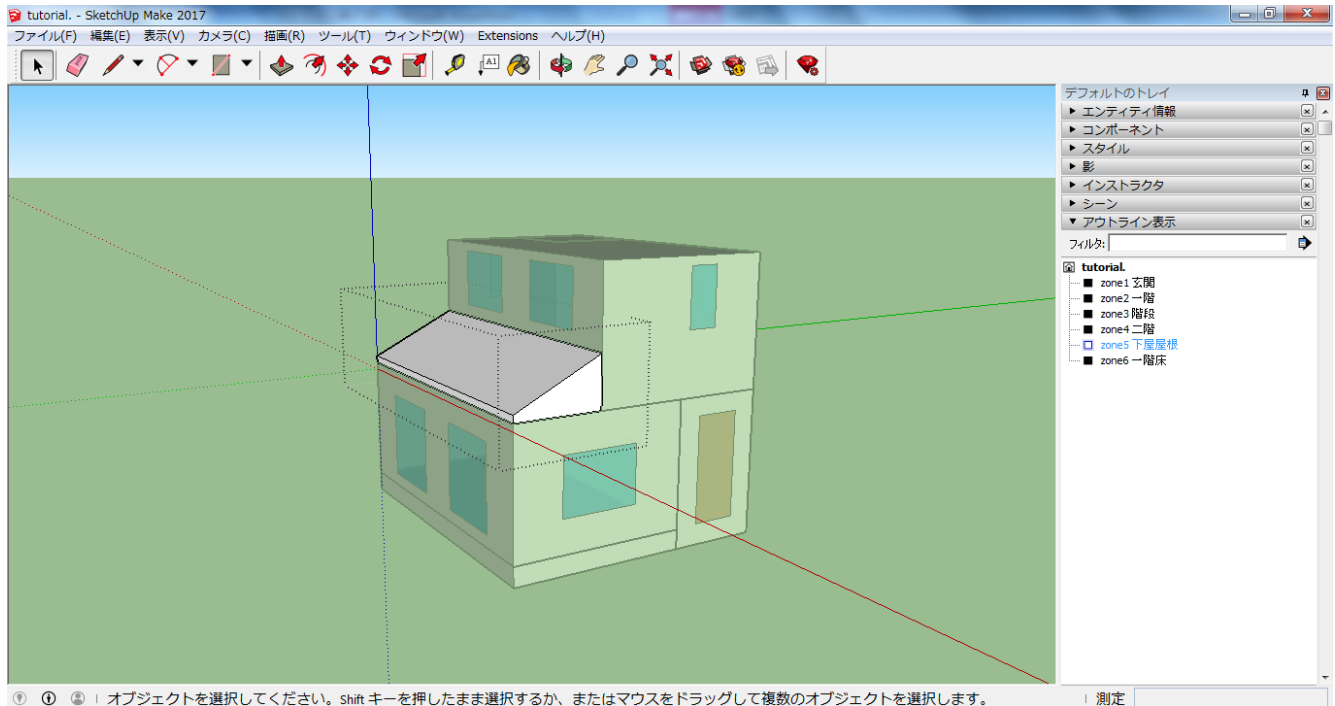 tutorial. - SketchUp Make 2017
ファイル(F) 編集(E) 表示(V) カメラ(C) 描画(R) ツール(T) ウィンドウ(W) Extensions ヘルプ(H)
A1
デフォルトのトレイ
エンティティ情報
コンポーネント
スタイル
影
インストラクタ
シーン
アウトライン表示
フィルタ:
tutorial.
zone1 玄関
zone2 一階
zone3 階段
zone4 二階
zone5 下屋屋根
zone6 一階床
オブジェクトを選択してください。Shift キーを押したまま選択するか、またはマウスをドラッグして複数のオブジェクトを選択します。 測定